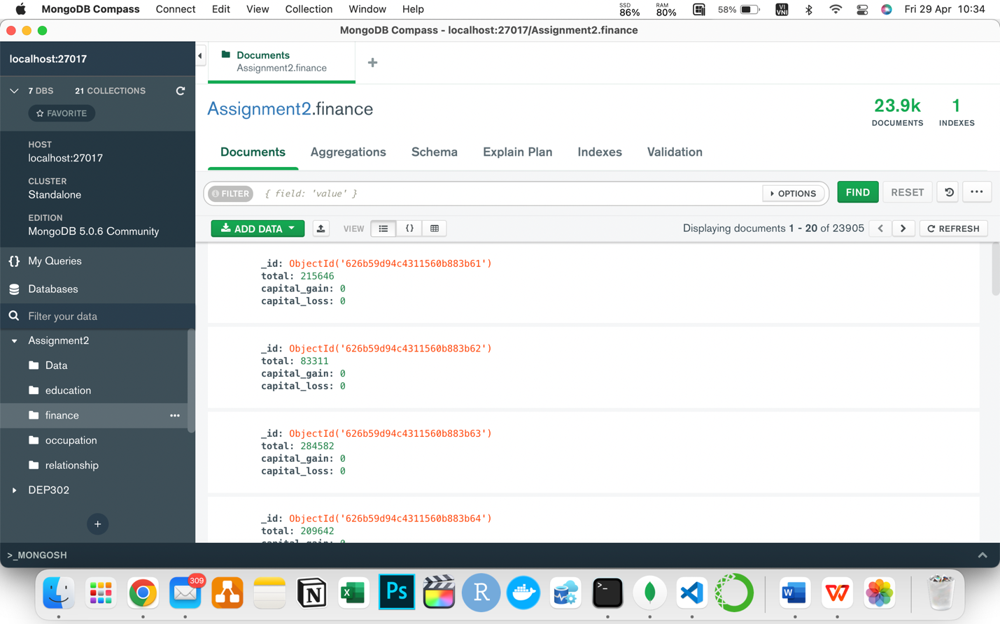 MongoDB Compass Connect Edit View Collection Window Help SSD 86% RAM 80% 58% VI VNI Fri 29 Apr 10:34
MongoDB Compass - localhost:27017/Assignment2.finance
localhost:27017
Documents
Assignment2.finance
7 DBS 21 COLLECTIONS
FAVORITE
Assignment2.finance
23.9k DOCUMENTS
1 INDEXES
HOST
localhost:27017
CLUSTER
Standalone
EDITION
MongoDB 5.0.6 Community
{} My Queries
Databases
Filter your data
Assignment2
Data
education
finance
occupation
relationship
DEP302
+
Documents Aggregations Schema Explain Plan Indexes Validation
FILTER { field: 'value' } OPTIONS FIND RESET
ADD DATA VIEW {} Displaying documents 1 - 20 of 23905 REFRESH
_id: ObjectId('626b59d94c4311560b883b61')
total: 215646
capital_gain: 0
capital_loss: 0
_id: ObjectId('626b59d94c4311560b883b62')
total: 83311
capital_gain: 0
capital_loss: 0
_id: ObjectId('626b59d94c4311560b883b63')
total: 284582
capital_gain: 0
capital_loss: 0
_id: ObjectId('626b59d94c4311560b883b64')
total: 209642
capital_gain: 0
>_MONGOSH
309
N
X
Ps
R
>_
W
W